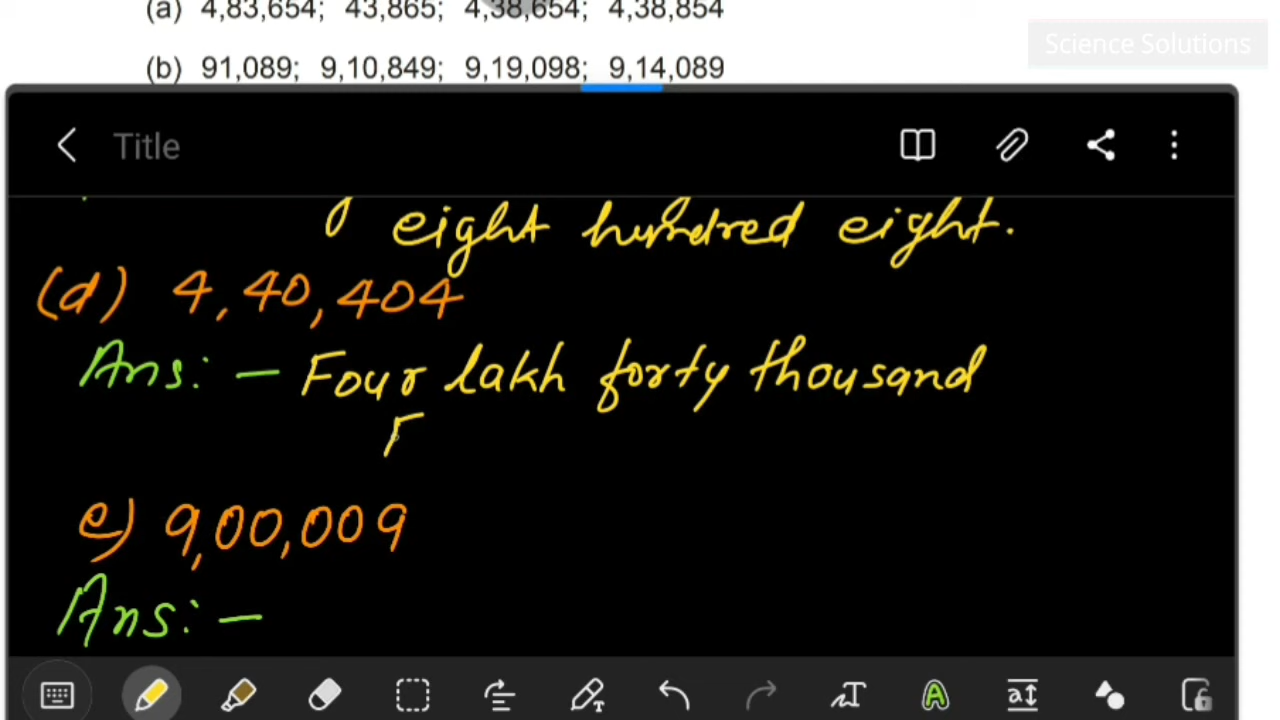 (a) 4,83,654; 43,865; 4,38,654; 4,38,854
Science Solutions
(b) 91,089; 9,10,849; 9,19,098; 9,14,089
Title
eight hundred eight.
(d) 4,40,404
Ans:- Four lakh forty thousand
F
e) 9,00,009
Ans:-